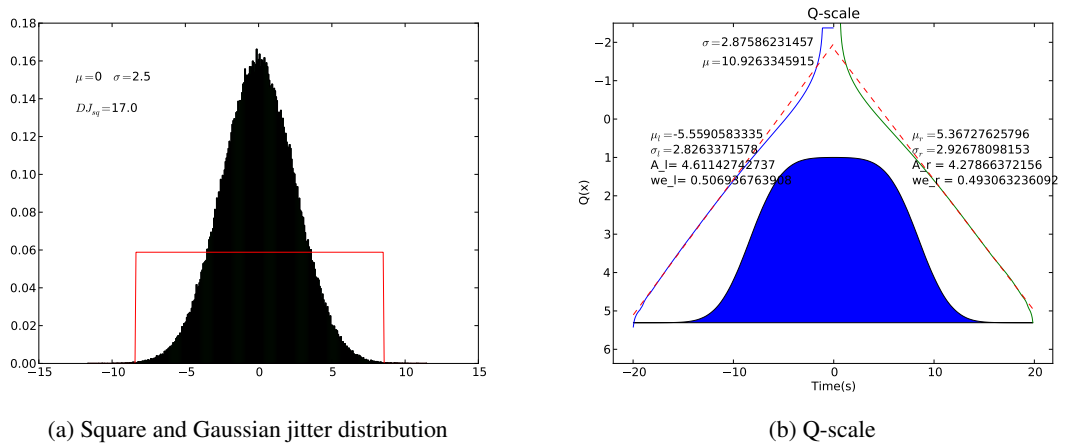 0.18
0.16
0.14
0.12
0.10
0.08
0.06
0.04
0.02
0.00
−15 −10 −5 0 5 10 15
μ=0 σ=2.5
DJ_sq=17.0
(a) Square and Gaussian jitter distribution
Q-scale
−2
−1
0
1
2
3
4
5
6
Q(x)
σ=2.87586231457
μ=10.9263345915
μ_l=-5.5590583335
σ_l=2.8263371578
A_l= 4.61142742737
we_l= 0.506936763908
μ_r=5.36727625796
σ_r=2.92678098153
A_r = 4.27866372156
we_r = 0.493063236092
−20 −10 0 10 20
Time(s)
(b) Q-scale